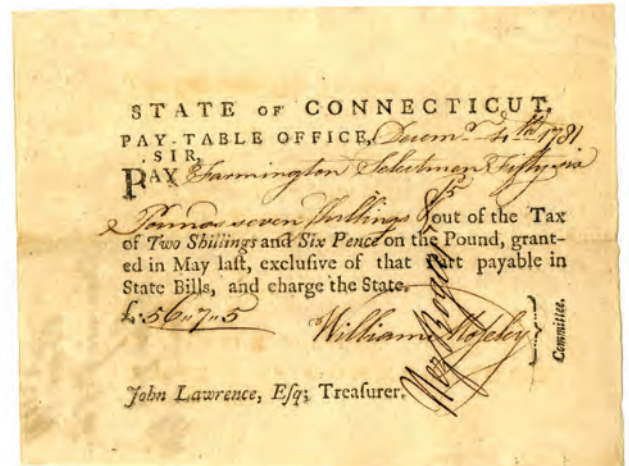 STATE OF CONNECTICUT.
PAY-TABLE OFFICE, Decemr 4th 1781
SIR,
PAY Farmington Selectmen Fifty six
Pounds seven Shillings & 5 out of the Tax
of Two Shillings and Six Pence on the Pound, grant-
ed in May laſt, excluſive of that Part payable in
State Bills, and charge the State.
£.56"7"5
William Moseley
Committee.
John Lawrence, Eſq; Treaſurer.